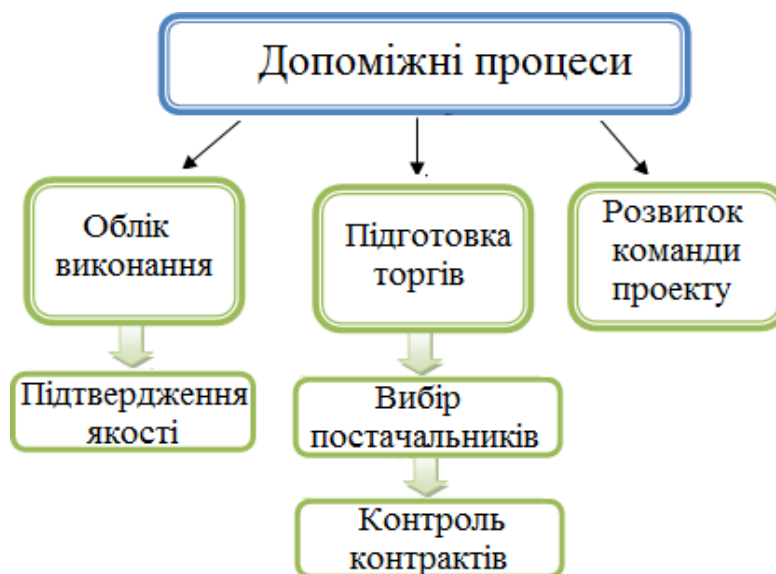 Допоміжні процеси
Облік
виконання
Підтвердження
якості
Підготовка
торгів
Вибір
постачальників
Контроль
контрактів
Розвиток
команди
проекту